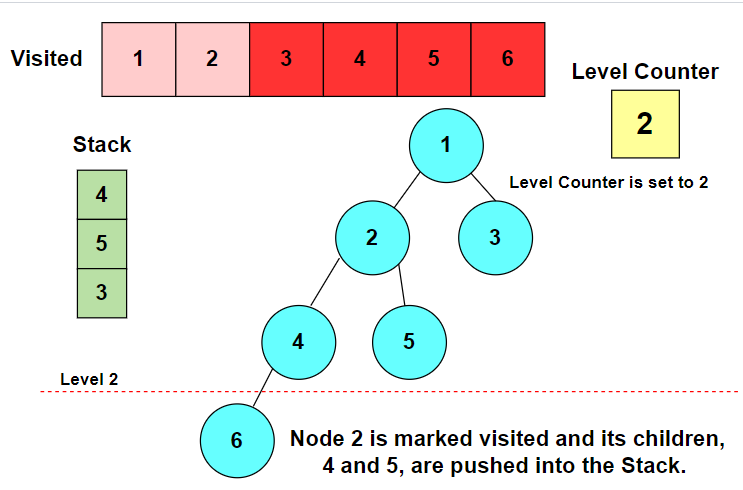 Visited 1 2 3 4 5 6
Level Counter
2
Level Counter is set to 2
Stack
4
5
3
1
2 3
4 5
Level 2
6
Node 2 is marked visited and its children,
4 and 5, are pushed into the Stack.